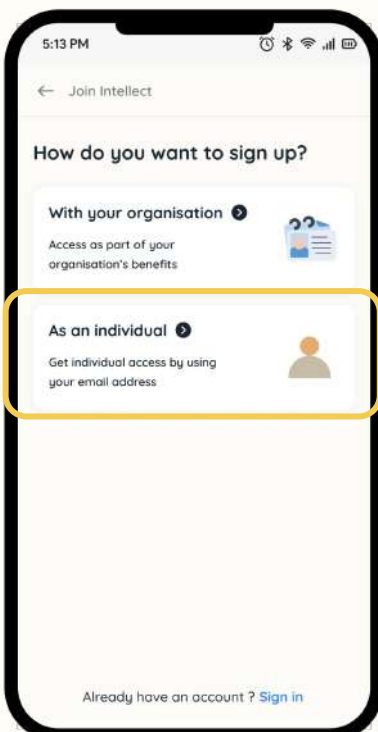 5:13 PM
← Join Intellect
How do you want to sign up?
With your organisation
Access as part of your
organisation's benefits
As an individual
Get individual access by using
your email address
Already have an account ? Sign in